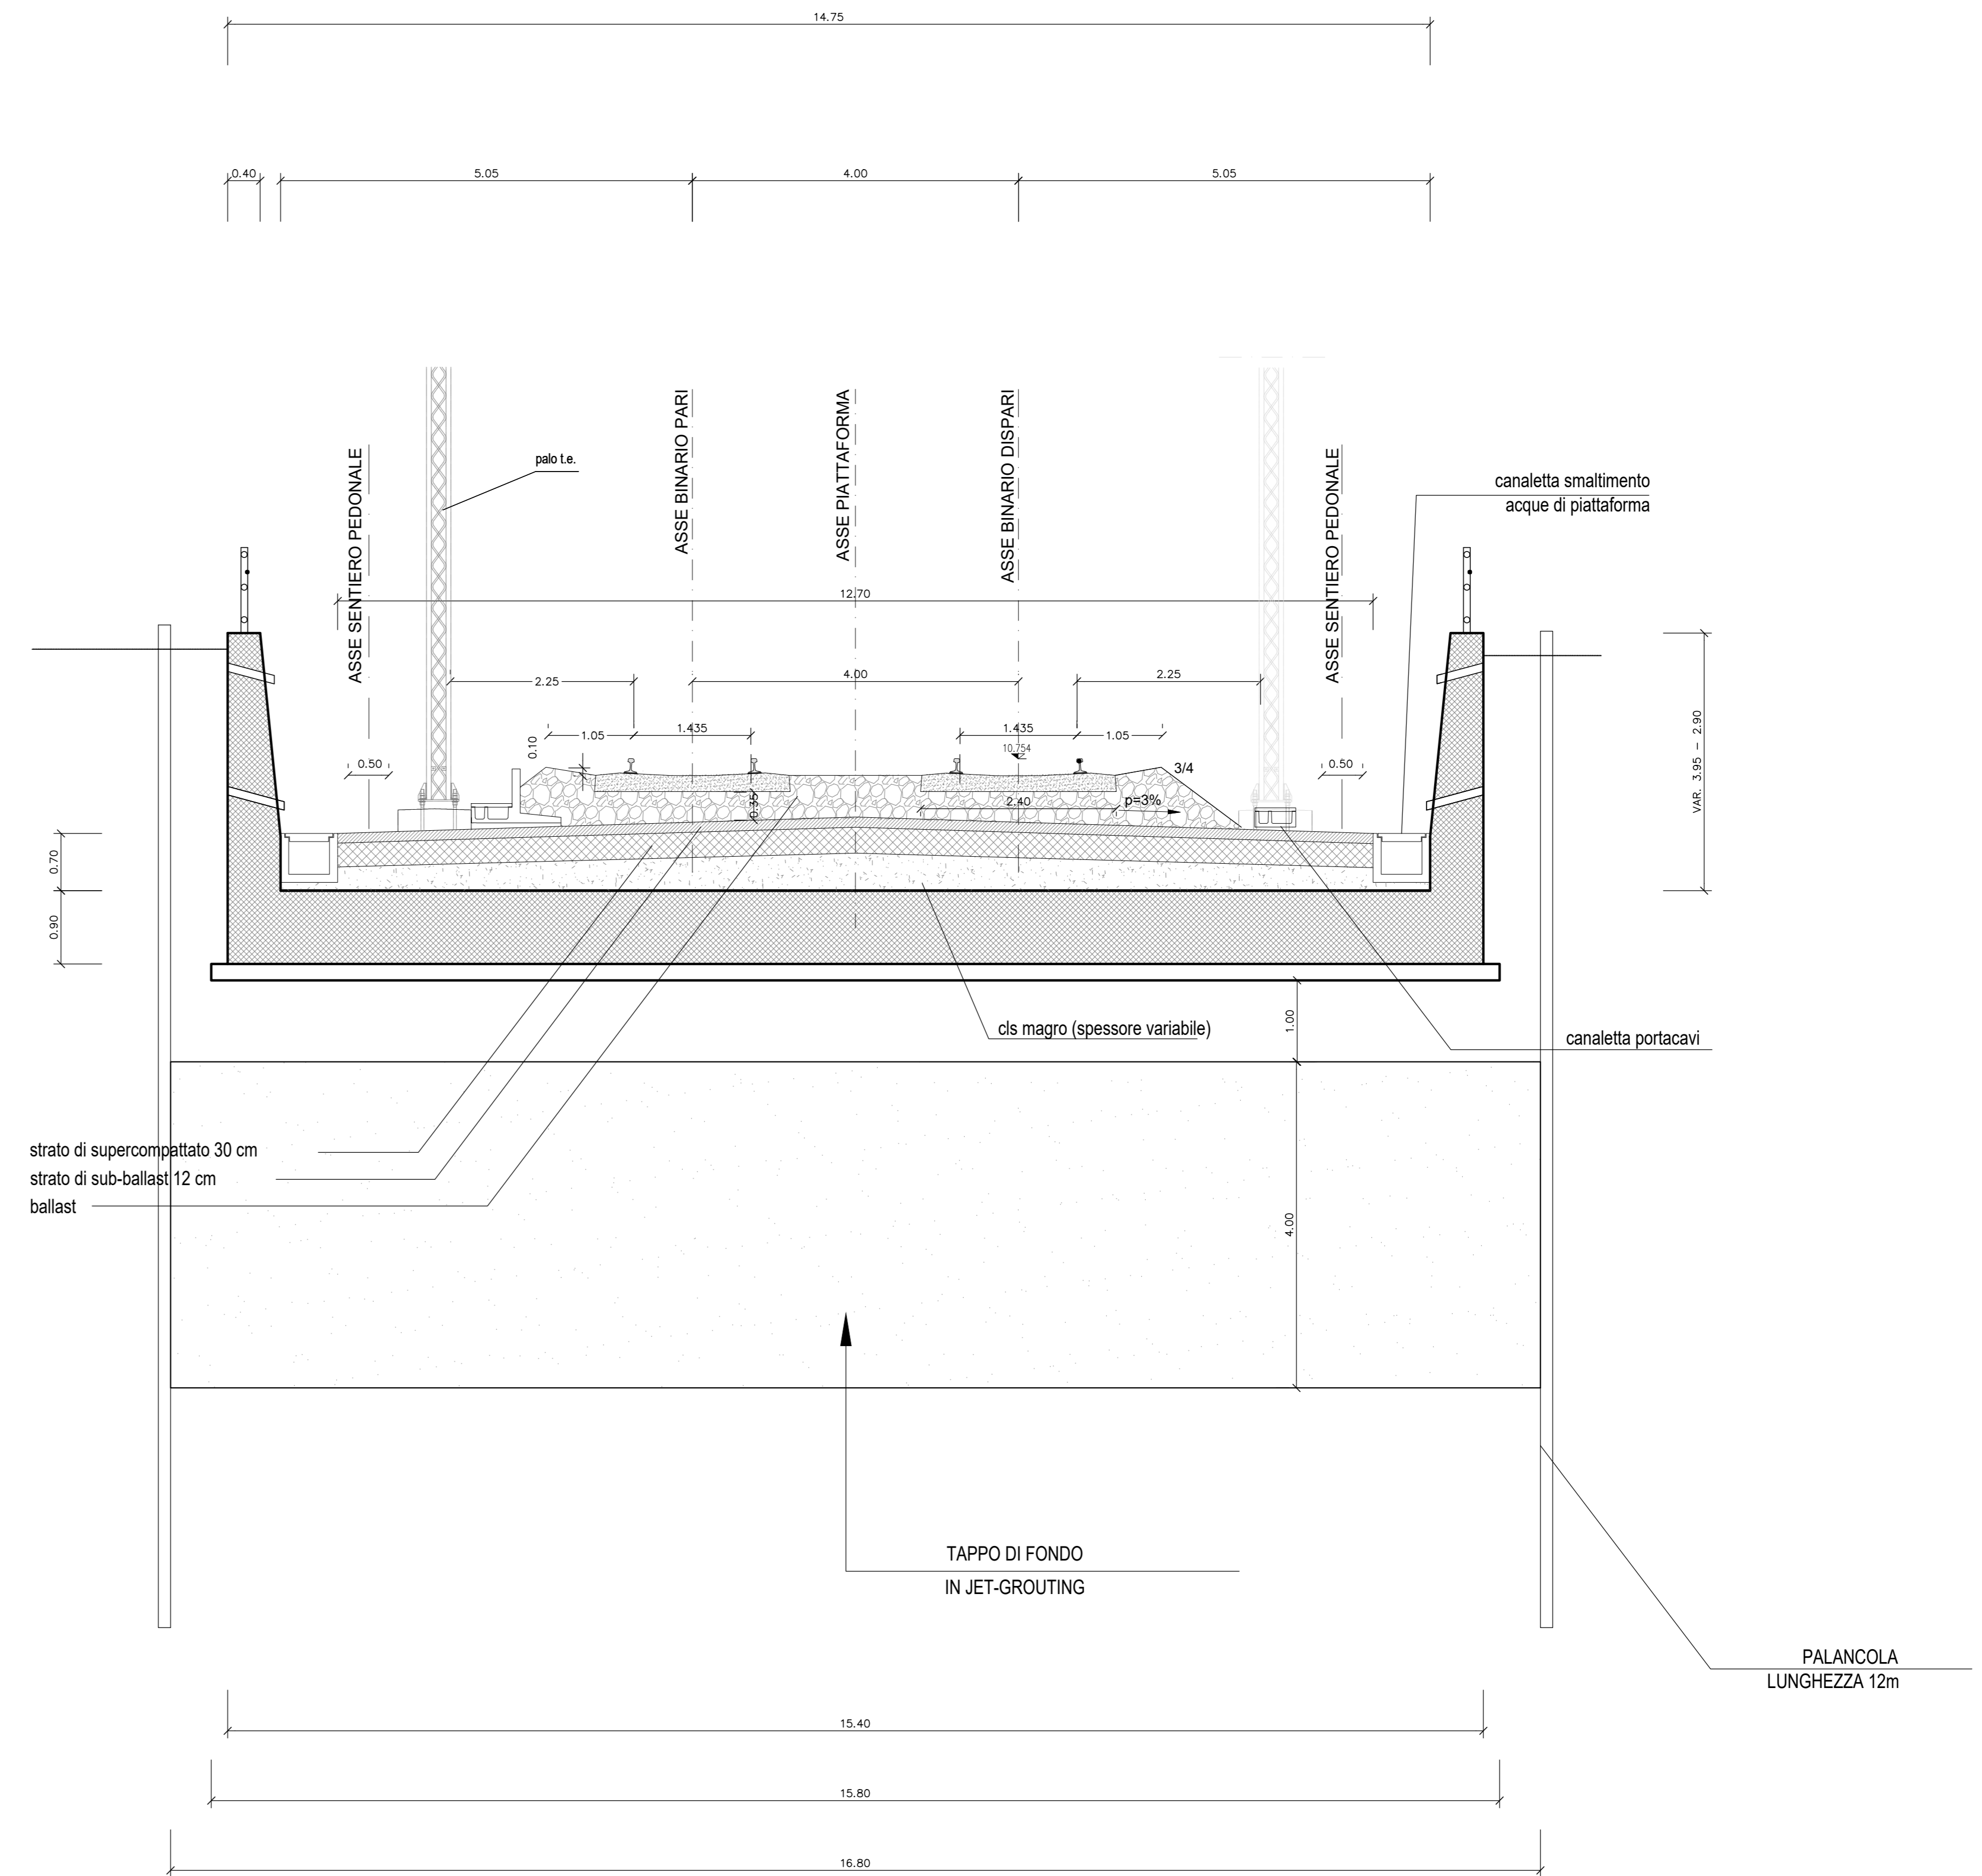 14.75
0.40
5.05
4.00
5.05
ASSE SENTIERO PEDONALE
palo t.e.
ASSE BINARIO PARI
ASSE PIATTAFORMA
ASSE BINARIO DISPARI
ASSE SENTIERO PEDONALE
canaletta smaltimento
acque di piattaforma
12.70
2.25
4.00
2.25
1.05
1.435
1.435
1.05
0.10
10.754
0.50
0.50
3/4
0.35
2.40
p=3%
VAR. 3.95 - 2.90
0.70
0.90
1.00
cls magro (spessore variabile)
canaletta portacavi
strato di supercompattato 30 cm
strato di sub-ballast 12 cm
ballast
4.00
TAPPO DI FONDO
IN JET-GROUTING
PALANCOLA
LUNGHEZZA 12m
15.40
15.80
16.80